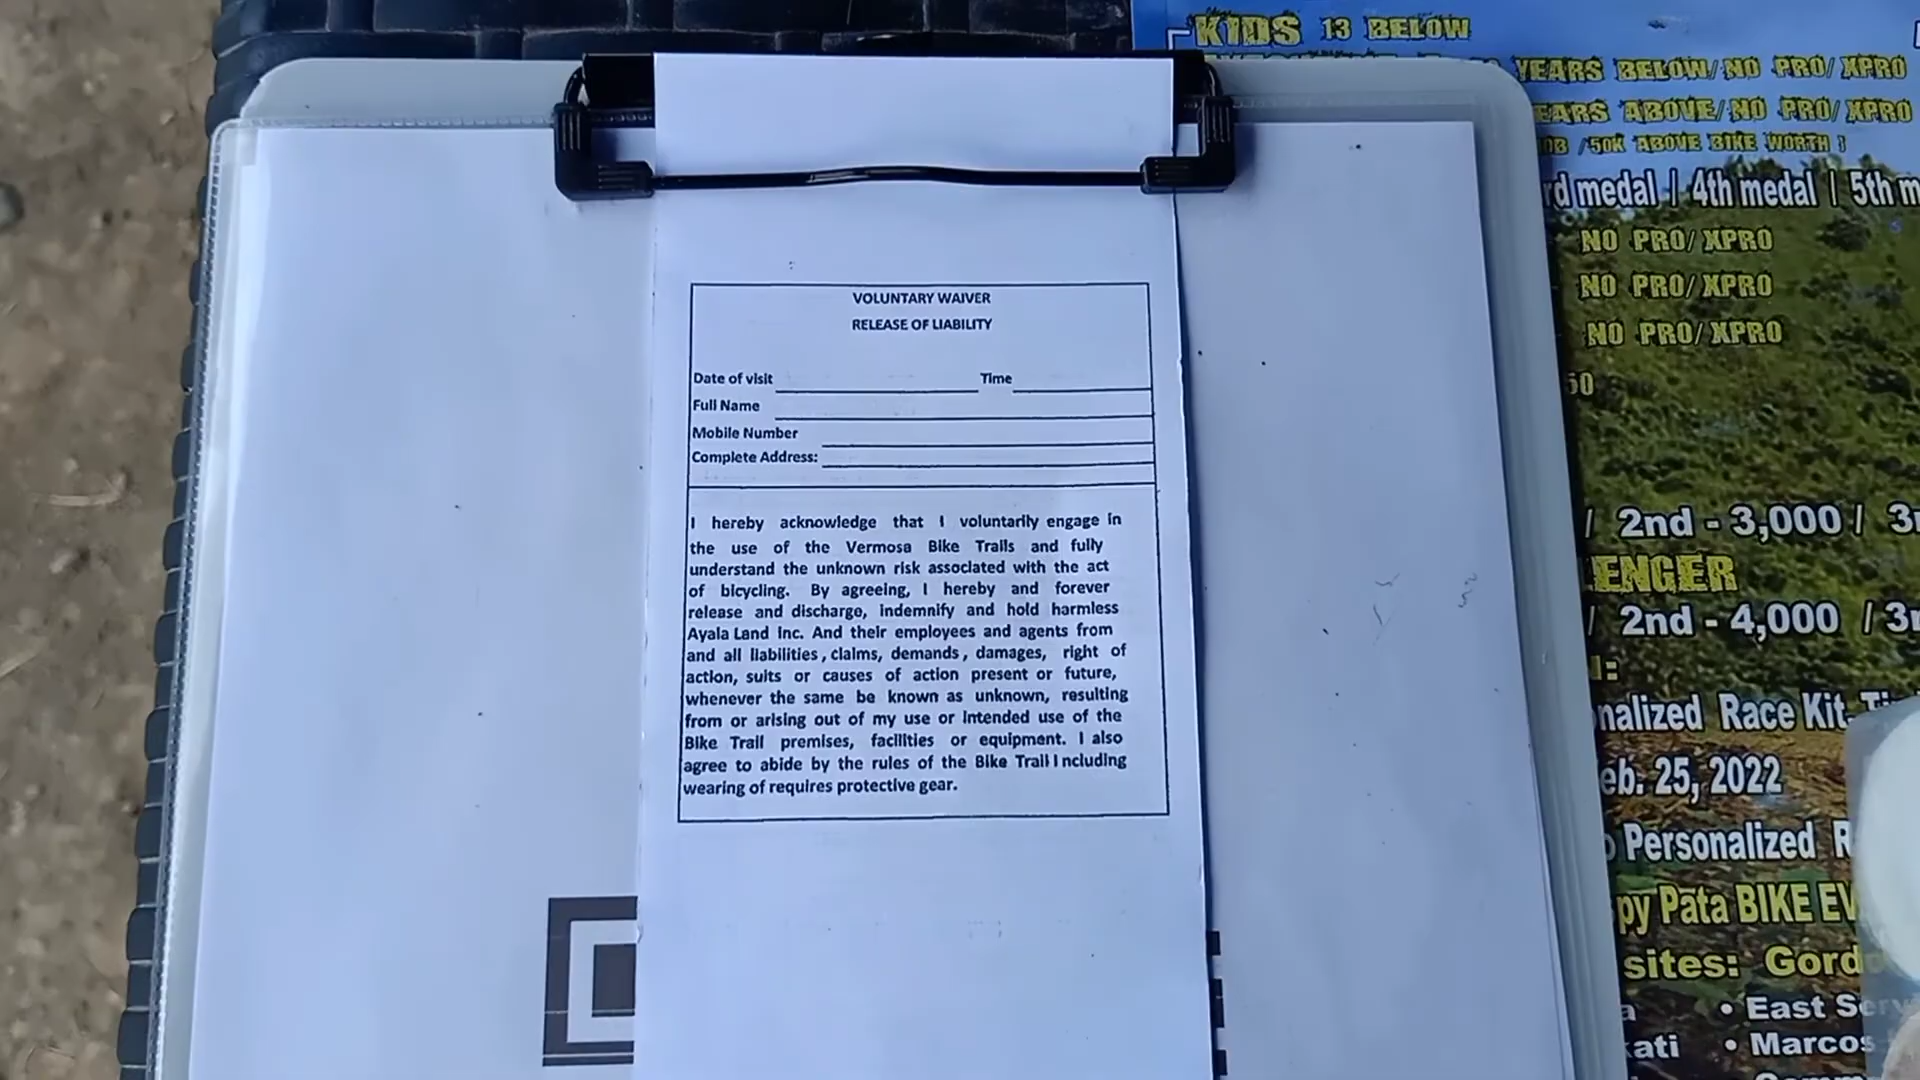 VOLUNTARY WAIVER
RELEASE OF LIABILITY
Date of visit Time
Full Name
Mobile Number
Complete Address:
I hereby acknowledge that I voluntarily engage in
the use of the Vermosa Bike Trails and fully
understand the unknown risk associated with the act
of bicycling. By agreeing, I hereby and forever
release and discharge, indemnify and hold harmless
Ayala Land Inc. And their employees and agents from
and all liabilities, claims, demands, damages, right of
action, suits or causes of action present or future,
whenever the same be known as unknown, resulting
from or arising out of my use or intended use of the
Bike Trail premises, facilities or equipment. I also
agree to abide by the rules of the Bike Trail Including
wearing of requires protective gear.
KIDS 13 BELOW
YEARS BELOW/NO PRO/XPRO
EARS ABOVE/NO PRO/XPRO
/50K ABOVE BIKE WORTH
rd medal | 4th medal | 5th m
NO PRO/XPRO
NO PRO/XPRO
NO PRO/XPRO
50
/ 2nd - 3,000 / 3r
ENGER
/ 2nd - 4,000 / 3r
nalized Race Kit
eb. 25, 2022
Personalized R
py Pata BIKE EV
sites: Gord
• East Serv
kati • Marcos